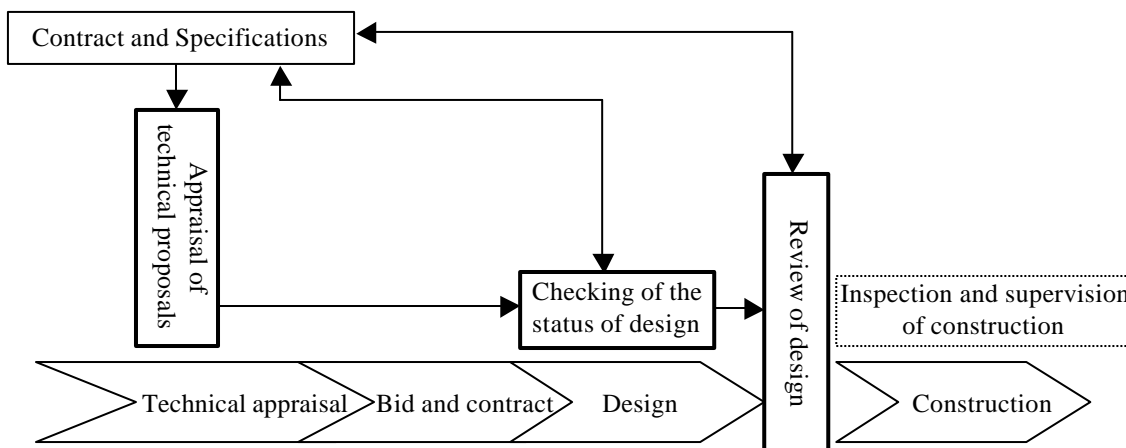 Contract and Specifications
Appraisal of
technical proposals
Checking of the
status of design
Review of design
Inspection and supervision
of construction
Technical appraisal
Bid and contract
Design
Construction